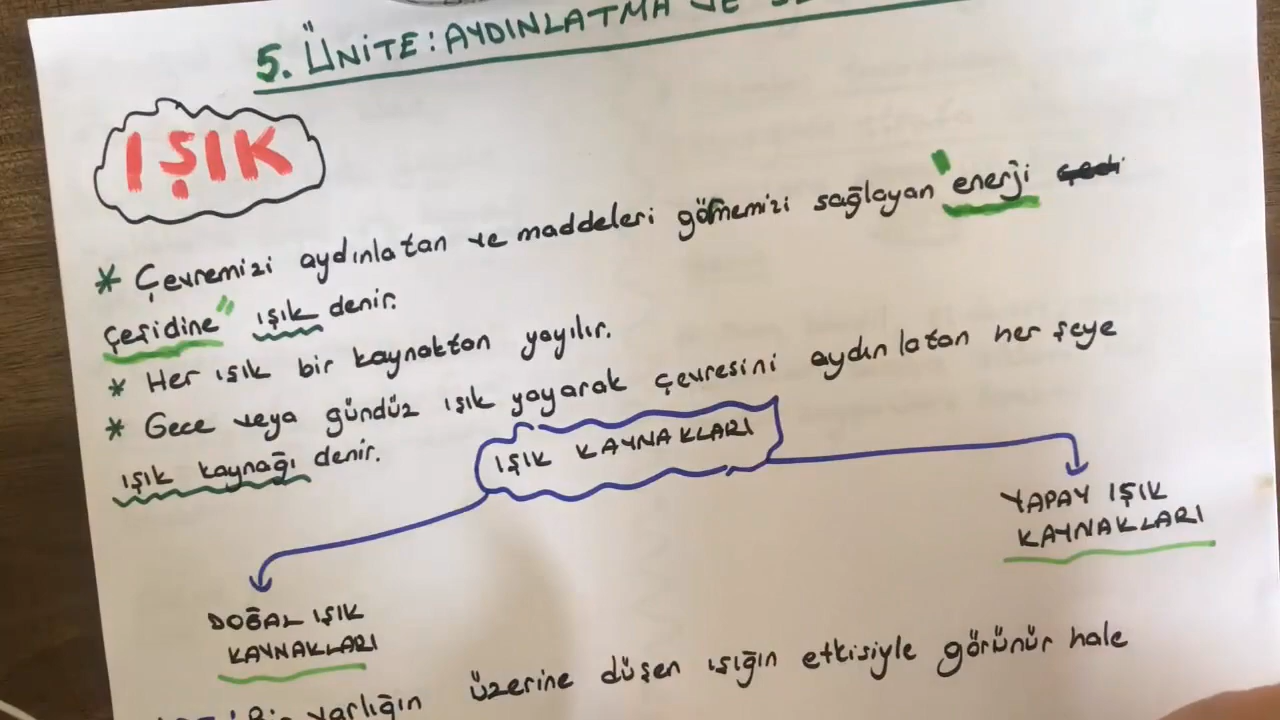 5. ÜNİTE: AYDINLATMA VE
IŞIK
* Çevremizi aydınlatan ve maddeleri görmemizi sağlayan "enerji
çeşidine" ışık denir.
* Her ışık bir kaynaktan yayılır.
* Gece veya gündüz ışık yayarak çevresini aydınlatan her şeye
ışık kaynağı denir.
IŞIK KAYNAKLARI
YAPAY IŞIK
KAYNAKLARI
DOĞAL IŞIK
KAYNAKLARI
Bir varlığın üzerine düşen ışığın etkisiyle görünür hale